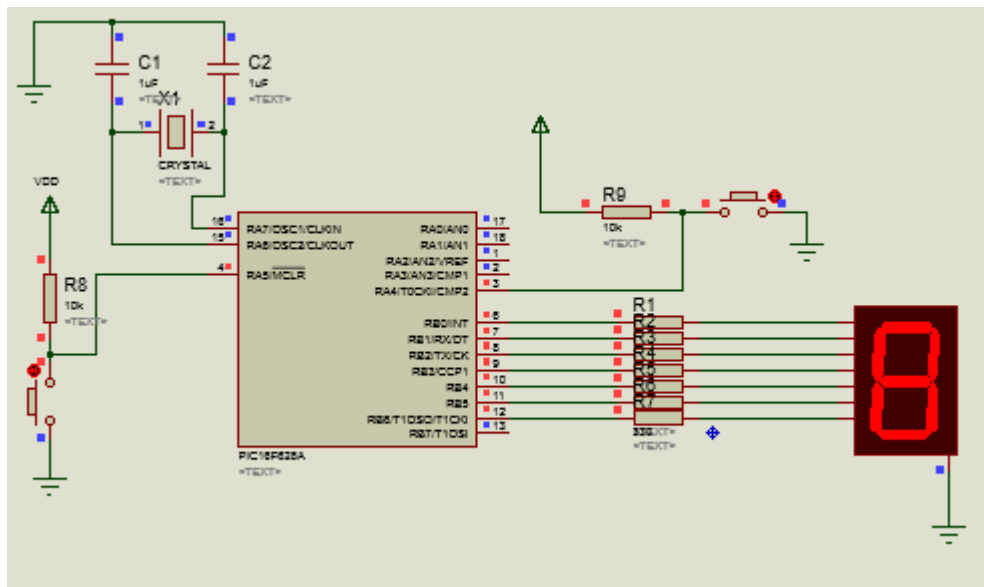 C1
1uF
<TEXT>
C2
1uF
<TEXT>
X1
1
2
CRYSTAL
<TEXT>
VDD
R8
10k
<TEXT>
R9
10k
<TEXT>
16
15
4
RA7/OSC1/CLKIN
RA6/OSC2/CLKOUT
RA5/MCLR
RA0/AN0
RA1/AN1
RA2/AN2/VREF
RA3/AN3/CMP1
RA4/T0CKI/CMP2
RB0/INT
RB1/RX/DT
RB2/TX/CK
RB3/CCP1
RB4
RB5
RB6/T1OSO/T1CKI
RB7/T1OSI
17
18
1
2
3
6
7
8
9
10
11
12
13
PIC16F628A
<TEXT>
R1
R2
R3
R4
R5
R6
R7
<TEXT>
8